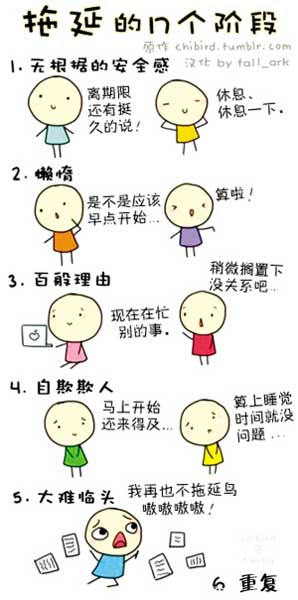 拖延的n个阶段
原作 chibird.tumblr.com
汉化 by fall_ark
1. 无根据的安全感
离期限
还有挺
久的说！
休息、
休息一下。
2. 懒惰
是不是应该
早点开始...
算啦！
3. 百般理由
现在在忙
别的事。
稍微搁置下
没关系吧...
4. 自欺欺人
马上开始
还来得及...
算上睡觉
时间就没
问题...
5. 大难临头
我再也不拖延鸟
嗷嗷嗷嗷！
chibird
tumblr
6 重复